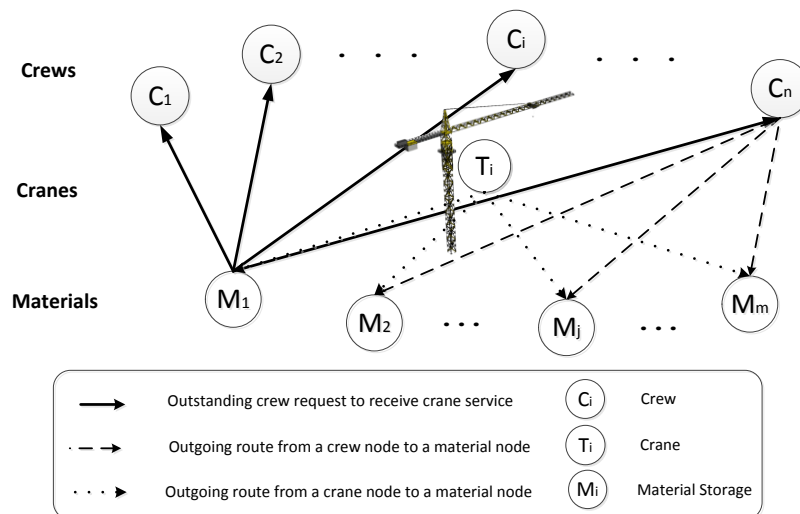 Crews
C1
C2
. . .
Ci
. . .
Cn
Cranes
Ti
Materials
M1
M2
...
Mj
...
Mm
Outstanding crew request to receive crane service
Ci
Crew
Outgoing route from a crew node to a material node
Ti
Crane
Outgoing route from a crane node to a material node
Mi
Material Storage